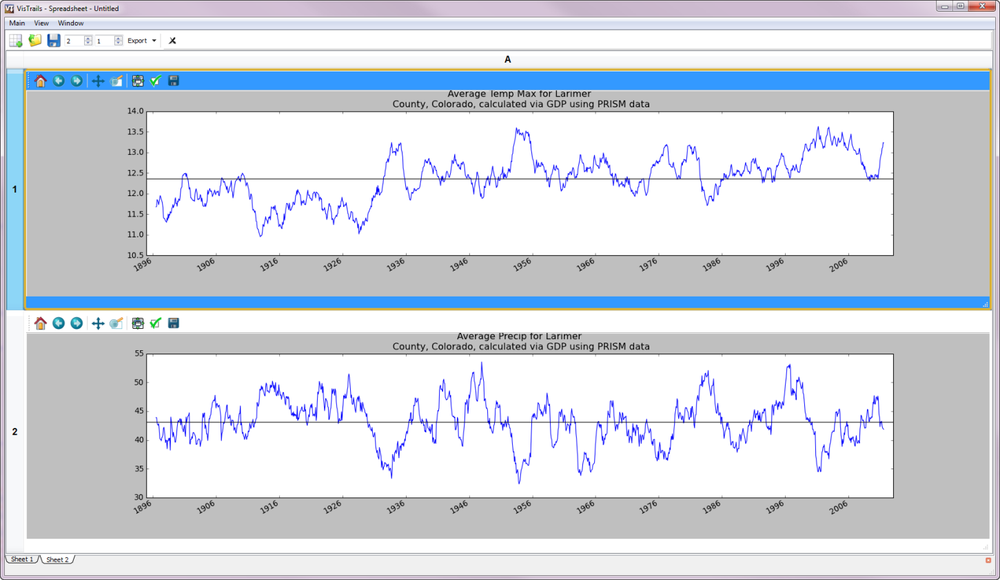 VisTrails - Spreadsheet - Untitled
Main View Window
2 1 Export
A
1
Average Temp Max for Larimer
County, Colorado, calculated via GDP using PRISM data
14.0
13.5
13.0
12.5
12.0
11.5
11.0
10.5
1896 1906 1916 1926 1936 1946 1956 1966 1976 1986 1996 2006
2
Average Precip for Larimer
County, Colorado, calculated via GDP using PRISM data
55
50
45
40
35
30
1896 1906 1916 1926 1936 1946 1956 1966 1976 1986 1996 2006
Sheet 1 Sheet 2